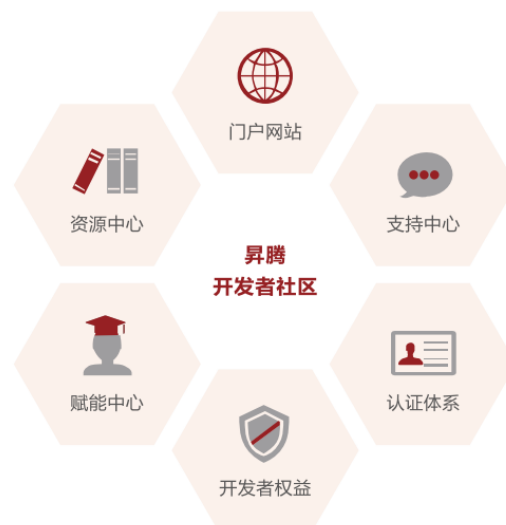 门户网站
资源中心
支持中心
昇腾
开发者社区
赋能中心
认证体系
开发者权益